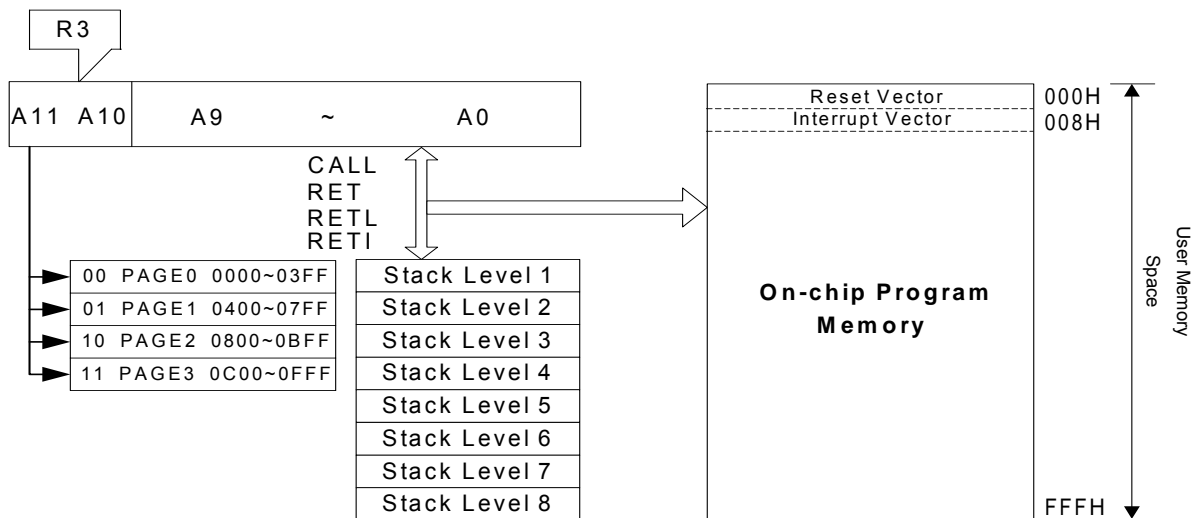 R3
A11 A10 A9 ~ A0
CALL
RET
RETL
RETI
00 PAGE0 0000~03FF
01 PAGE1 0400~07FF
10 PAGE2 0800~0BFF
11 PAGE3 0C00~0FFF
Stack Level 1
Stack Level 2
Stack Level 3
Stack Level 4
Stack Level 5
Stack Level 6
Stack Level 7
Stack Level 8
Reset Vector
Interrupt Vector
On-chip Program
Memory
000H
008H
FFFH
User Memory
Space